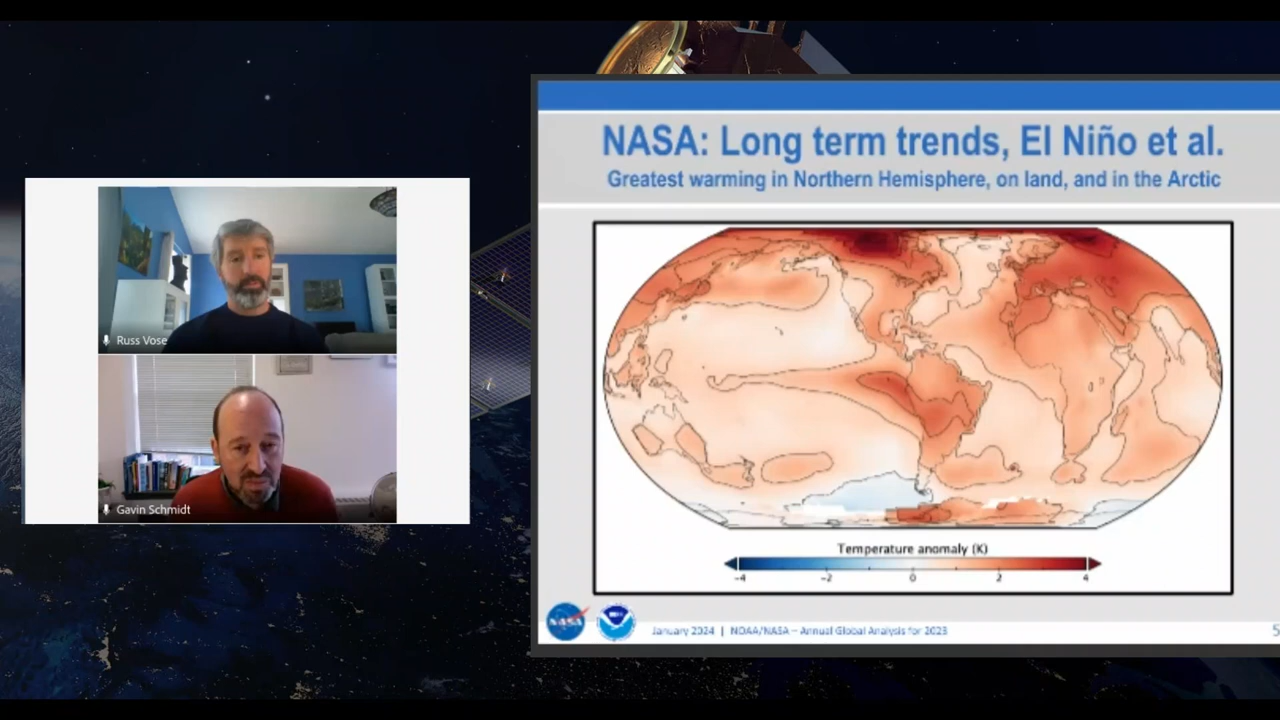 Russ Vose
Gavin Schmidt
NASA: Long term trends, El Niño et al.
Greatest warming in Northern Hemisphere, on land, and in the Arctic
Temperature anomaly (K)
-4 -2 0 2 4
NASA
January 2024 | NOAA/NASA – Annual Global Analysis for 2023
5